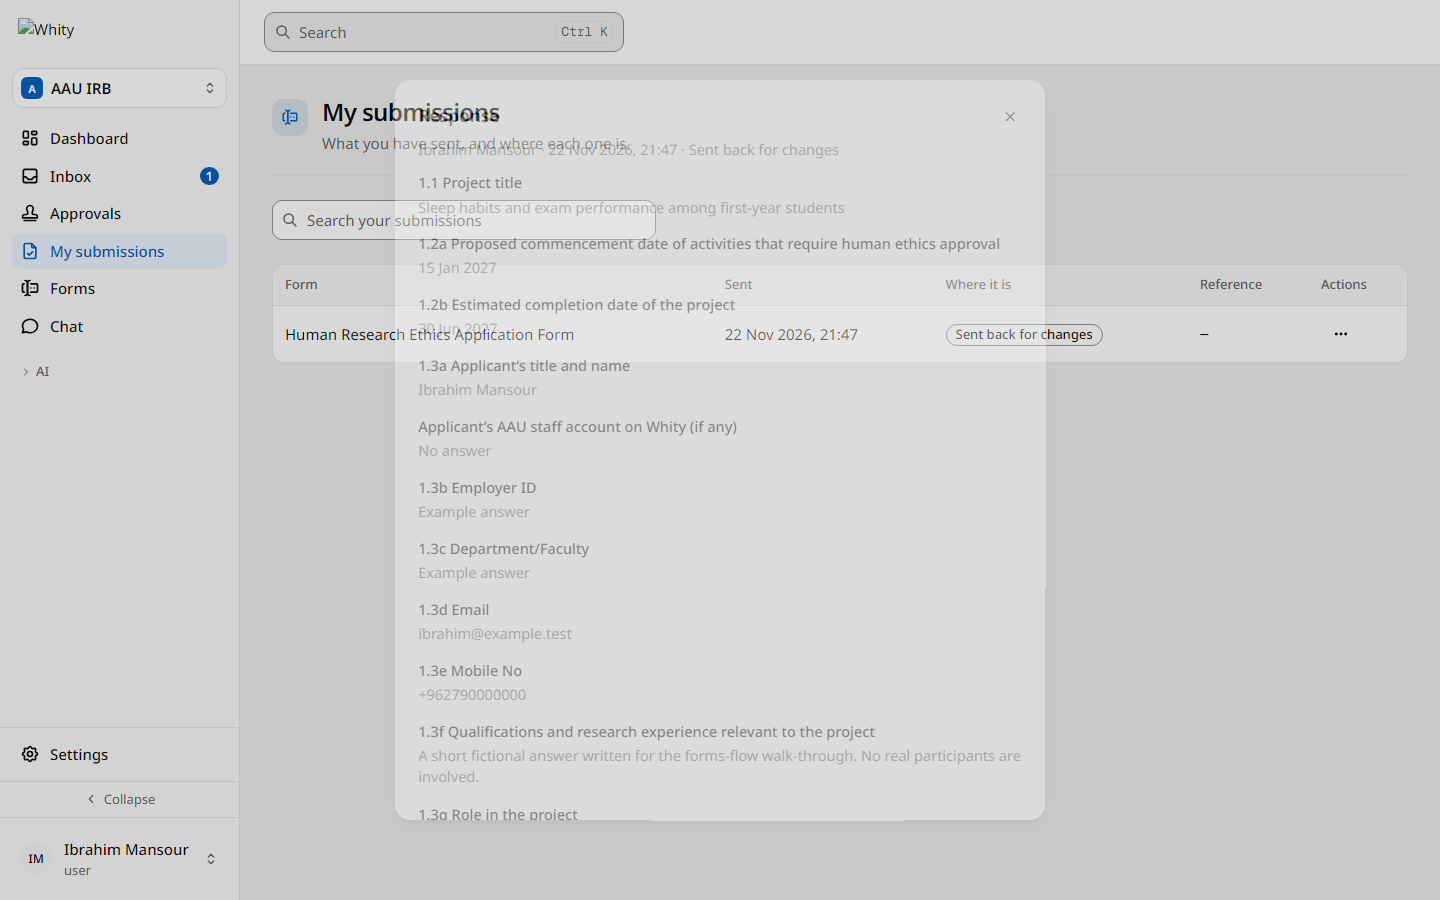 Whity
Search
Ctrl K
A
AAU IRB
Dashboard
Inbox
1
Approvals
My submissions
Forms
Chat
AI
Settings
Collapse
IM
Ibrahim Mansour
user
My submissions
What you have sent, and where each one is.
Search your submissions
Form
Sent
Where it is
Reference
Actions
Human Research Ethics Application Form
22 Nov 2026, 21:47
Sent back for changes
–
Response
Ibrahim Mansour · 22 Nov 2026, 21:47 · Sent back for changes
1.1 Project title
Sleep habits and exam performance among first-year students
1.2a Proposed commencement date of activities that require human ethics approval
15 Jan 2027
1.2b Estimated completion date of the project
30 Jun 2027
1.3a Applicant’s title and name
Ibrahim Mansour
Applicant’s AAU staff account on Whity (if any)
No answer
1.3b Employer ID
Example answer
1.3c Department/Faculty
Example answer
1.3d Email
ibrahim@example.test
1.3e Mobile No
+962790000000
1.3f Qualifications and research experience relevant to the project
A short fictional answer written for the forms-flow walk-through. No real participants are
involved.
1.3g Role in the project